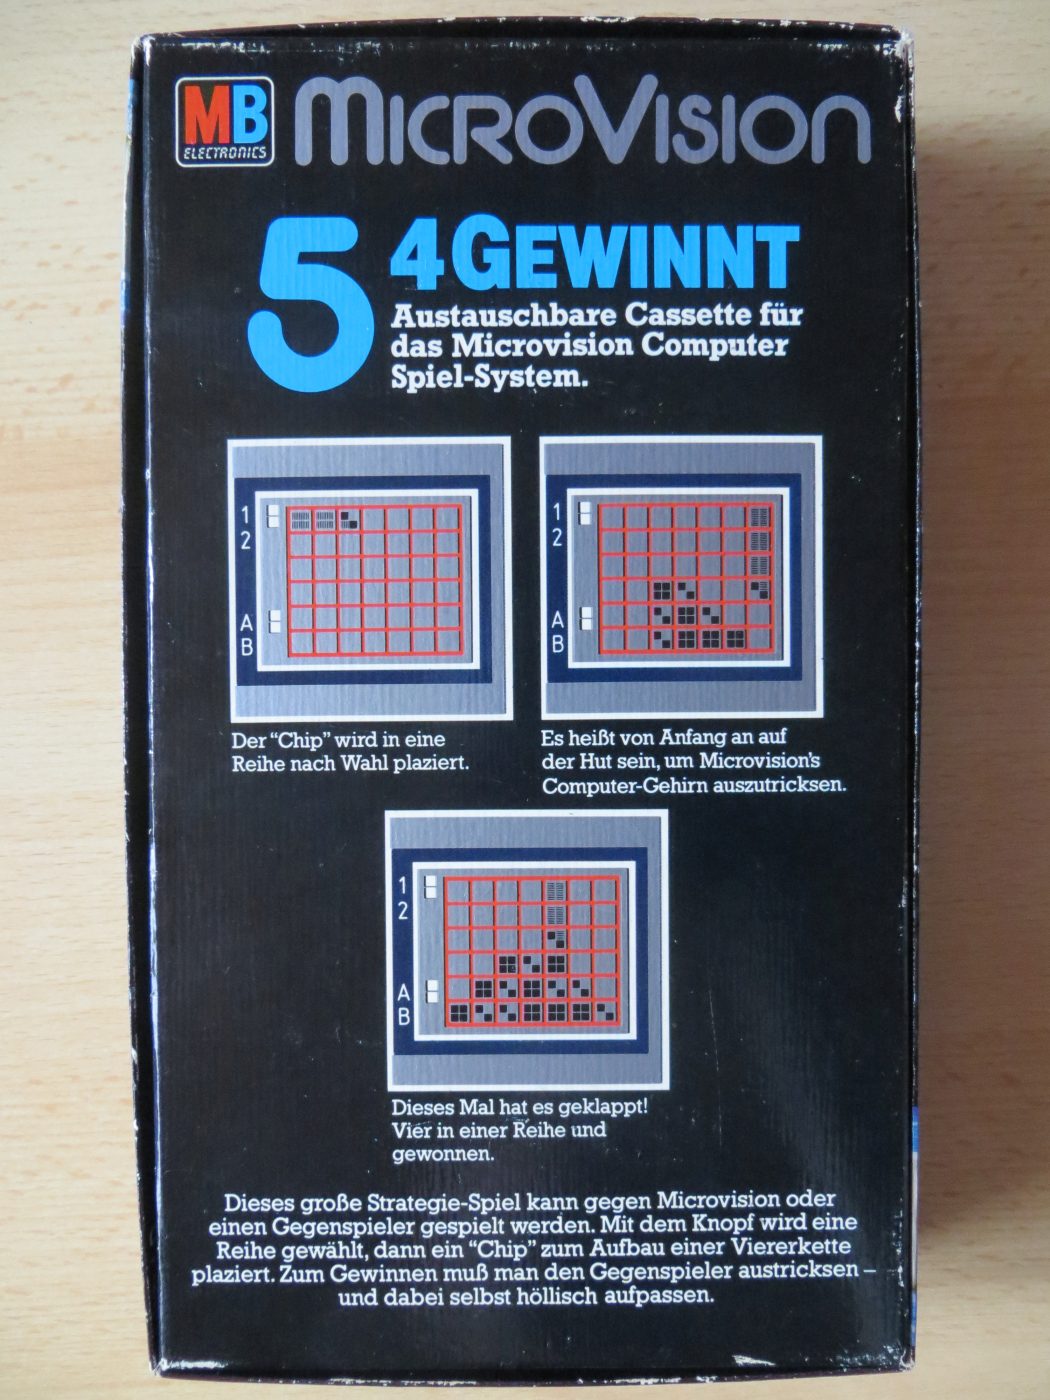 MB
ELECTRONICS
MICROVISION
5
4 GEWINNT
Austauschbare Cassette für
das Microvision Computer
Spiel-System.
1
2
A
B
Der “Chip” wird in eine
Reihe nach Wahl plaziert.
1
2
A
B
Es heißt von Anfang an auf
der Hut sein, um Microvision's
Computer-Gehirn auszutricksen.
1
2
A
B
Dieses Mal hat es geklappt!
Vier in einer Reihe und
gewonnen.
Dieses große Strategie-Spiel kann gegen Microvision oder
einen Gegenspieler gespielt werden. Mit dem Knopf wird eine
Reihe gewählt, dann ein “Chip” zum Aufbau einer Viererkette
plaziert. Zum Gewinnen muß man den Gegenspieler austricksen –
und dabei selbst höllisch aufpassen.